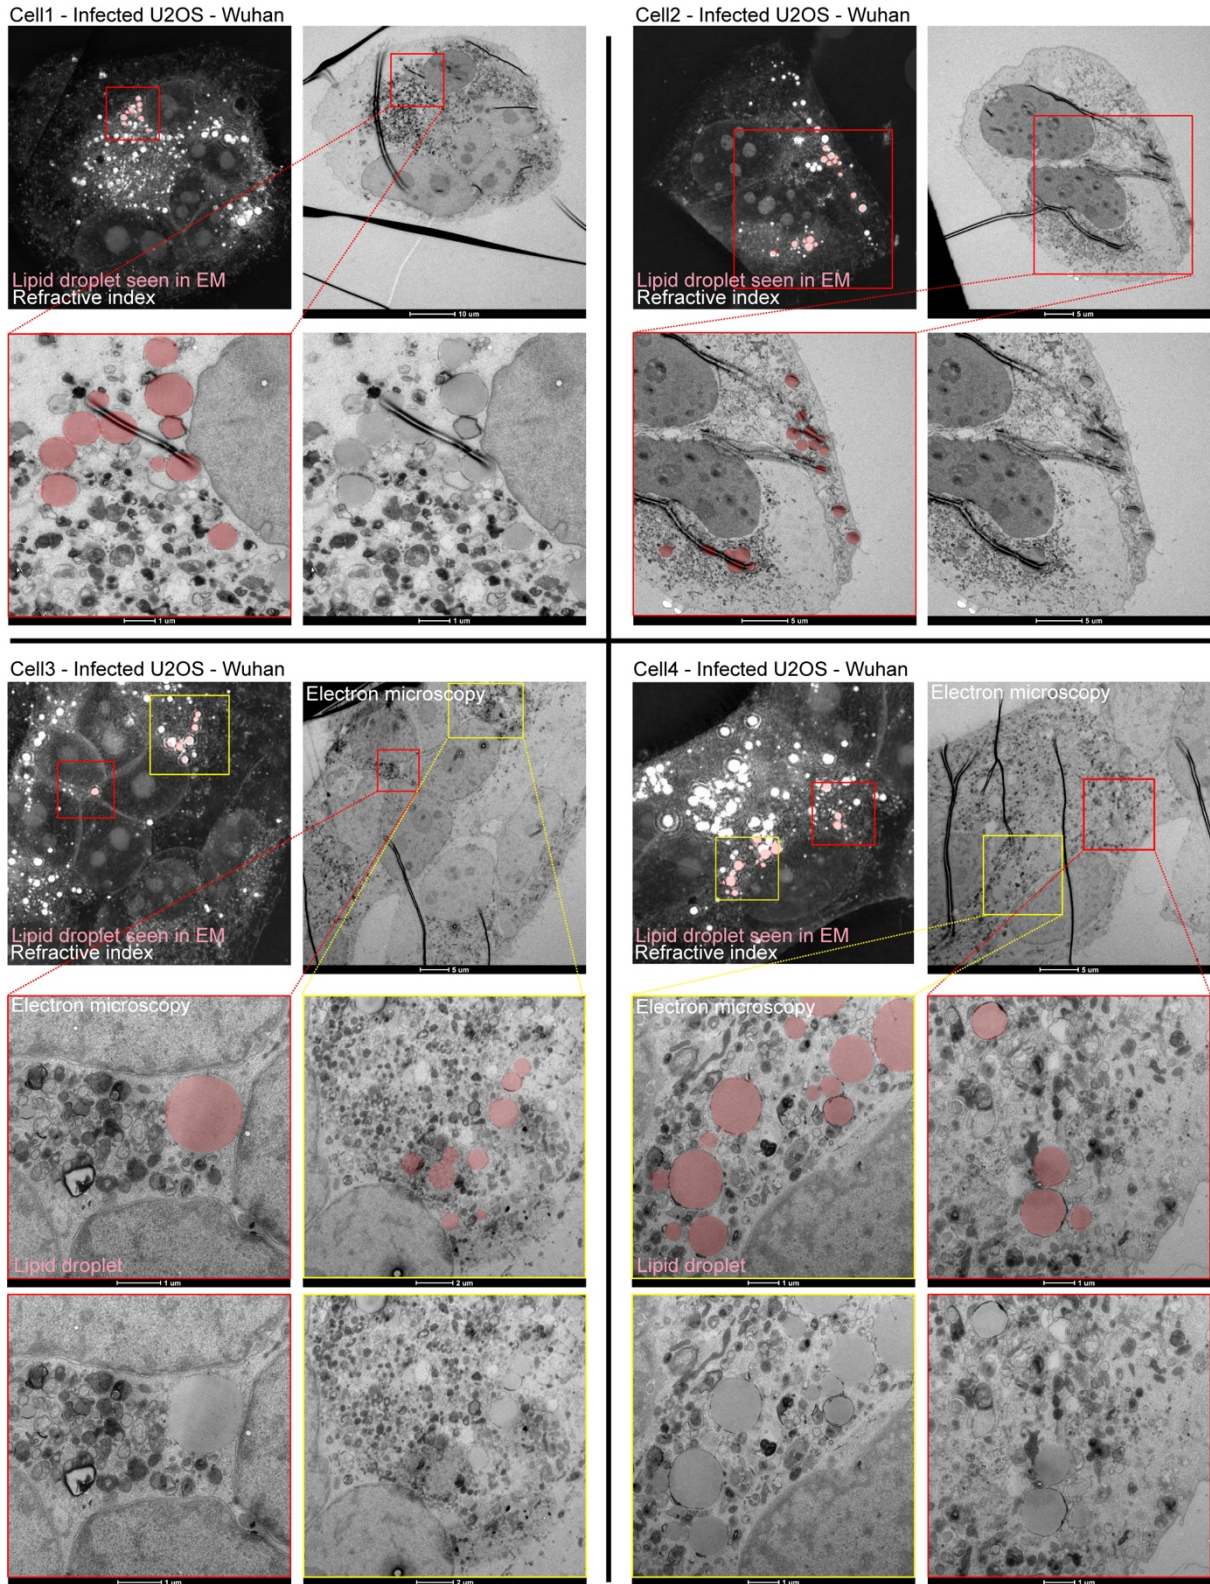 Cell1 - Infected U2OS - Wuhan
Lipid droplet seen in EM
Refractive index
10 um
1 um
1 um
Cell2 - Infected U2OS - Wuhan
Lipid droplet seen in EM
Refractive index
5 um
5 um
5 um
Cell3 - Infected U2OS - Wuhan
Electron microscopy
Lipid droplet seen in EM
Refractive index
5 um
Electron microscopy
Lipid droplet
1 um
2 um
1 um
2 um
Cell4 - Infected U2OS - Wuhan
Electron microscopy
Lipid droplet seen in EM
Refractive index
5 um
Electron microscopy
Lipid droplet
1 um
1 um
1 um
1 um